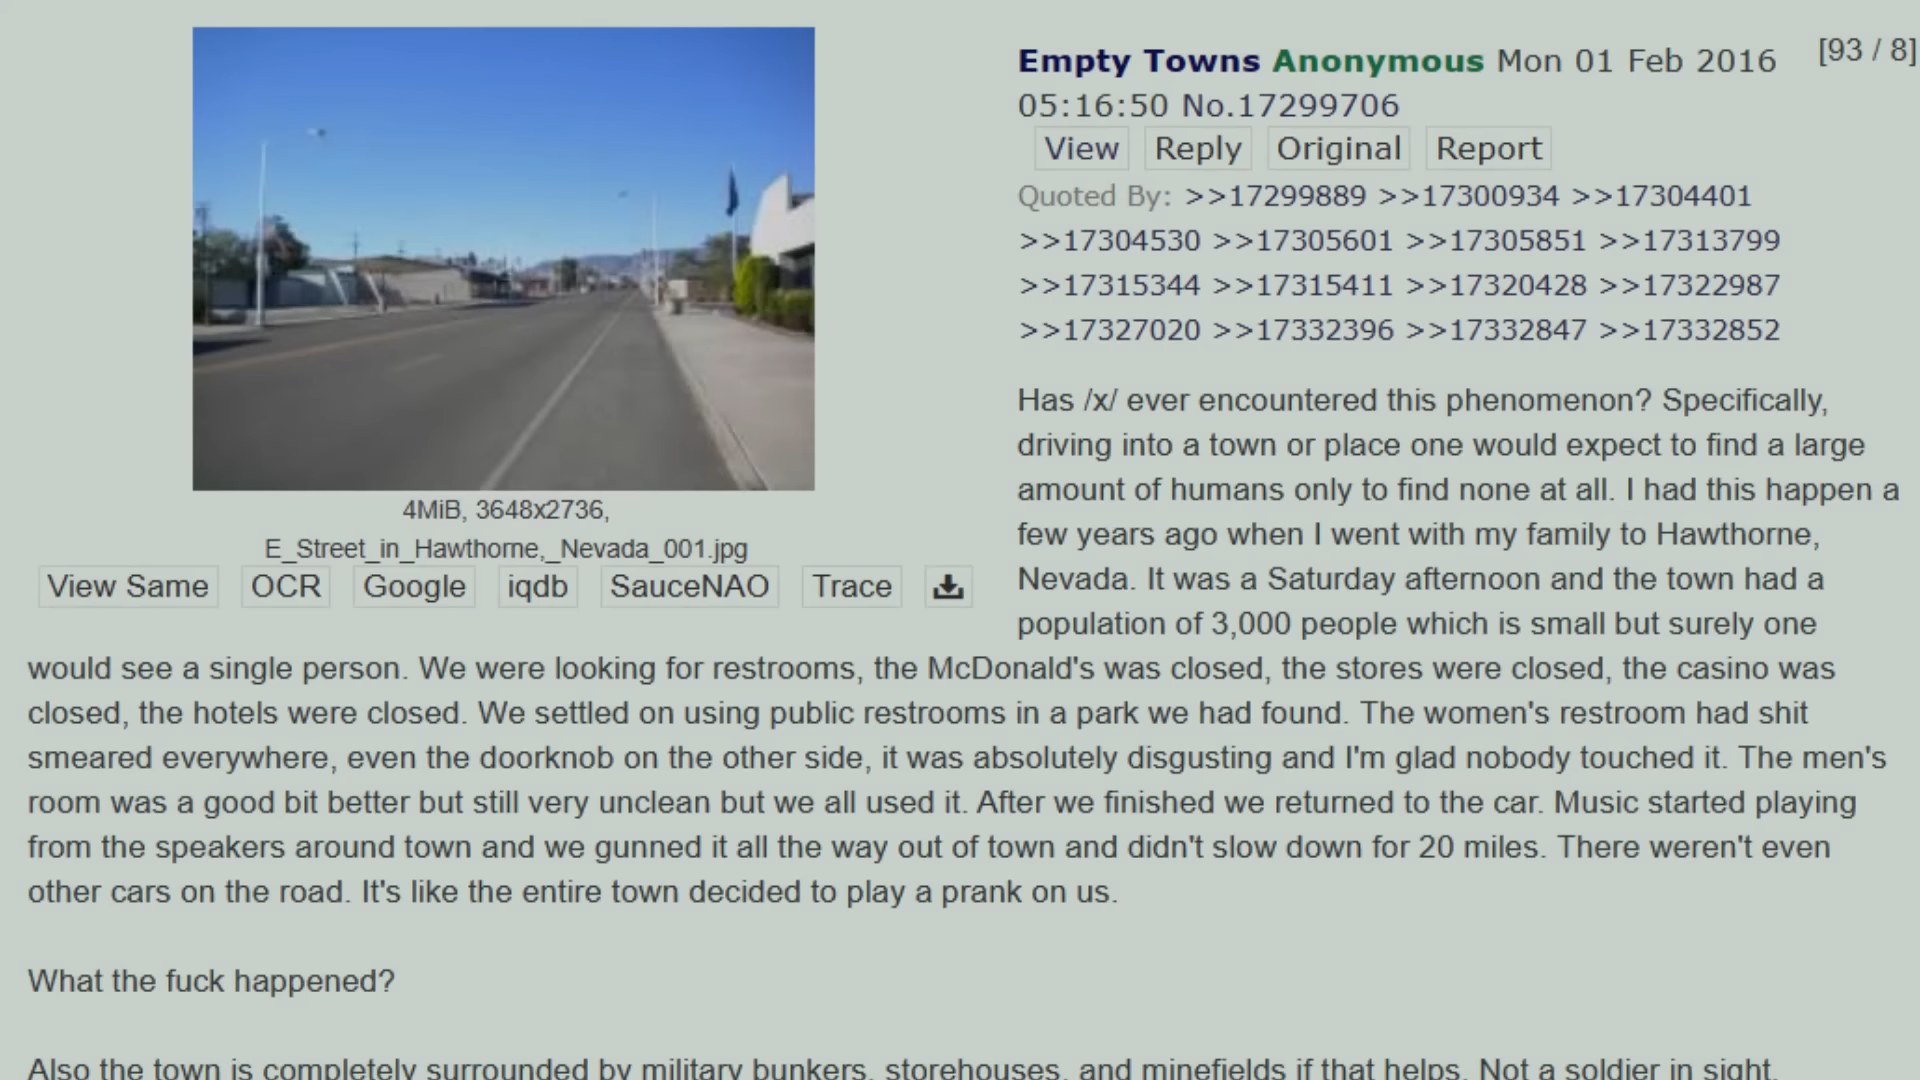 Empty Towns Anonymous Mon 01 Feb 2016 [93 / 8]
05:16:50 No.17299706
View Reply Original Report
Quoted By: >>17299889 >>17300934 >>17304401
>>17304530 >>17305601 >>17305851 >>17313799
>>17315344 >>17315411 >>17320428 >>17322987
>>17327020 >>17332396 >>17332847 >>17332852
4MiB, 3648x2736,
E_Street_in_Hawthorne,_Nevada_001.jpg
View Same OCR Google iqdb SauceNAO Trace
Has /x/ ever encountered this phenomenon? Specifically,
driving into a town or place one would expect to find a large
amount of humans only to find none at all. I had this happen a
few years ago when I went with my family to Hawthorne,
Nevada. It was a Saturday afternoon and the town had a
population of 3,000 people which is small but surely one
would see a single person. We were looking for restrooms, the McDonald's was closed, the stores were closed, the casino was
closed, the hotels were closed. We settled on using public restrooms in a park we had found. The women's restroom had shit
smeared everywhere, even the doorknob on the other side, it was absolutely disgusting and I'm glad nobody touched it. The men's
room was a good bit better but still very unclean but we all used it. After we finished we returned to the car. Music started playing
from the speakers around town and we gunned it all the way out of town and didn't slow down for 20 miles. There weren't even
other cars on the road. It's like the entire town decided to play a prank on us.
What the fuck happened?
Also the town is completely surrounded by military bunkers, storehouses, and minefields if that helps. Not a soldier in sight.